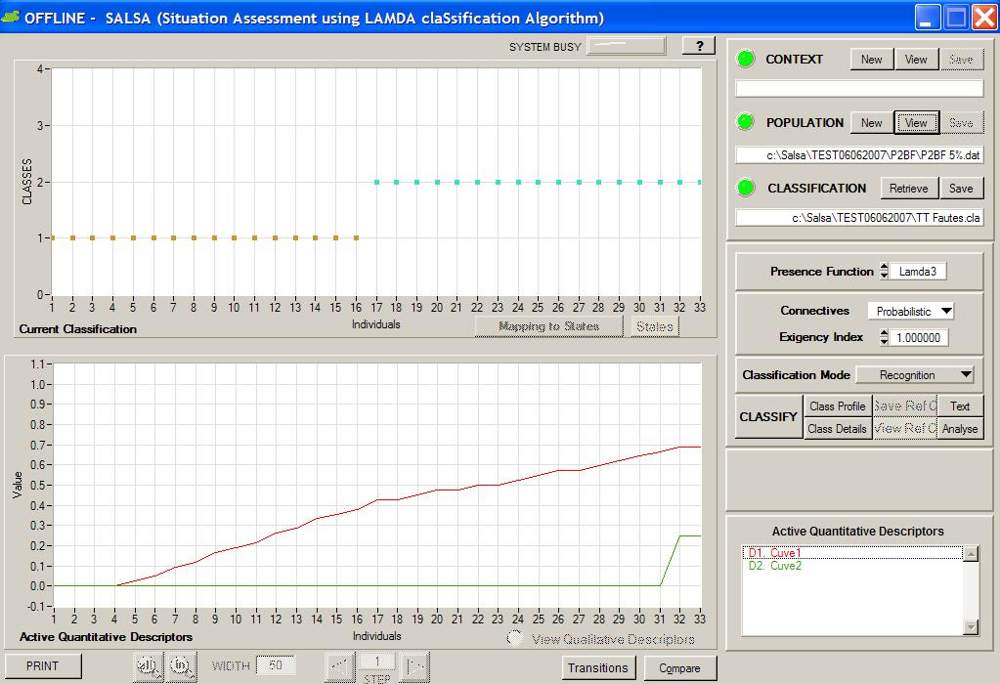 OFFLINE - SALSA (Situation Assessment using LAMDA claSsification Algorithm)
SYSTEM BUSY
?
4
3
2
1
0
CLASSES
1 2 3 4 5 6 7 8 9 10 11 12 13 14 15 16 17 18 19 20 21 22 23 24 25 26 27 28 29 30 31 32 33
Individuals
Current Classification
Mapping to States
States
1.1
1.0
0.9
0.8
0.7
0.6
0.5
0.4
0.3
0.2
0.1
0.0
-0.1
Value
1 2 3 4 5 6 7 8 9 10 11 12 13 14 15 16 17 18 19 20 21 22 23 24 25 26 27 28 29 30 31 32 33
Individuals
Active Quantitative Descriptors
View Qualitative Descriptors
PRINT
all
in
WIDTH
50
1
STEP
Transitions
Compare
CONTEXT
New
View
Save
POPULATION
New
View
Save
c:\Salsa\TEST06062007\P2BF\P2BF 5%.dat
CLASSIFICATION
Retrieve
Save
c:\Salsa\TEST06062007\TT Fautes.cla
Presence Function
Lamda3
Connectives
Probabilistic
Exigency Index
1.000000
Classification Mode
Recognition
CLASSIFY
Class Profile
Save Ref C
Text
Class Details
View Ref C
Analyse
Active Quantitative Descriptors
D1. Cuve1
D2. Cuve2